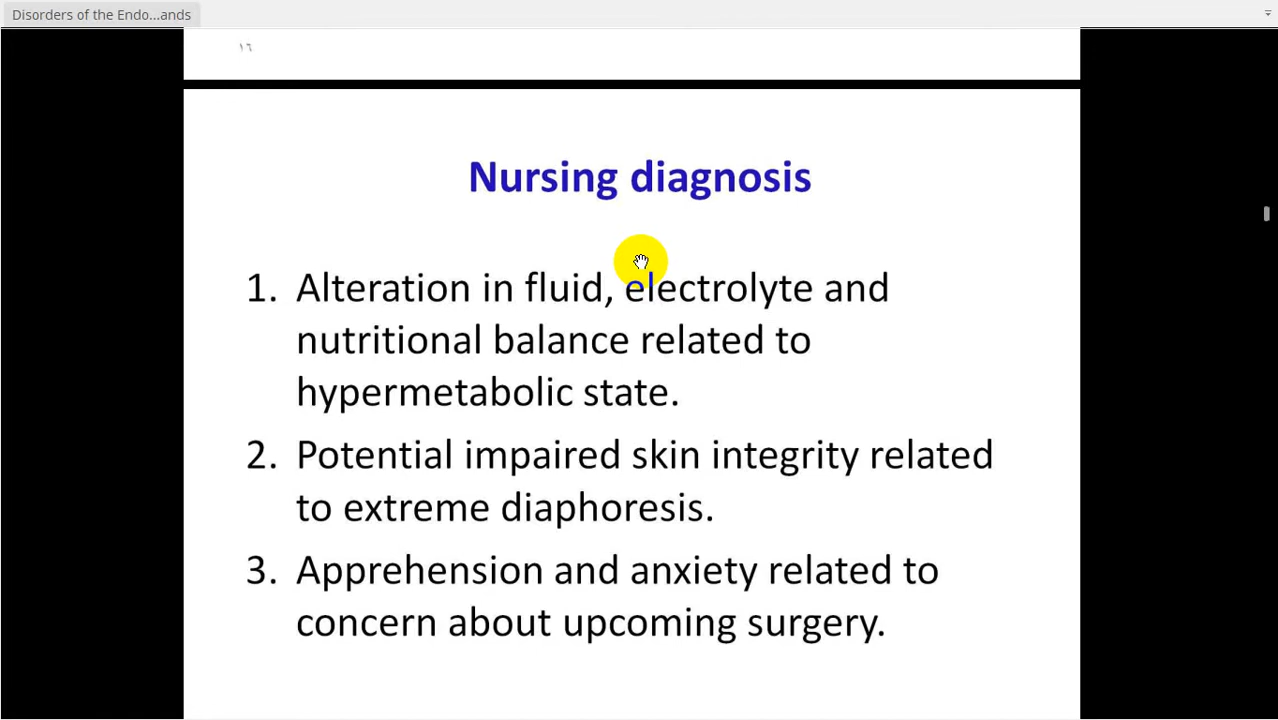 Disorders of the Endo...ands
١٦
Nursing diagnosis
1. Alteration in fluid, electrolyte and
nutritional balance related to
hypermetabolic state.
2. Potential impaired skin integrity related
to extreme diaphoresis.
3. Apprehension and anxiety related to
concern about upcoming surgery.